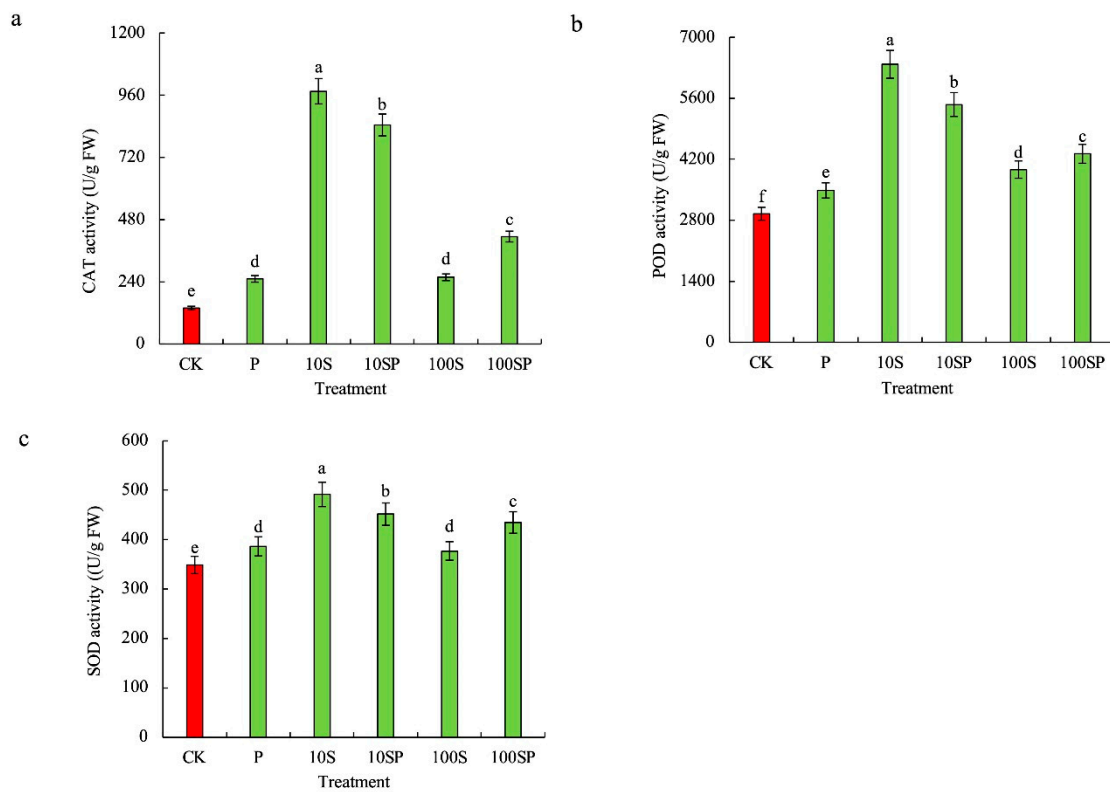 a
1200
960
720
480
240
0
CAT activity (U/g FW)
e
d
a
b
d
c
CK P 10S 10SP 100S 100SP
Treatment
b
7000
5600
4200
2800
1400
0
POD activity (U/g FW)
f
e
a
b
d
c
CK P 10S 10SP 100S 100SP
Treatment
c
600
500
400
300
200
100
0
SOD activity ((U/g FW)
e
d
a
b
d
c
CK P 10S 10SP 100S 100SP
Treatment